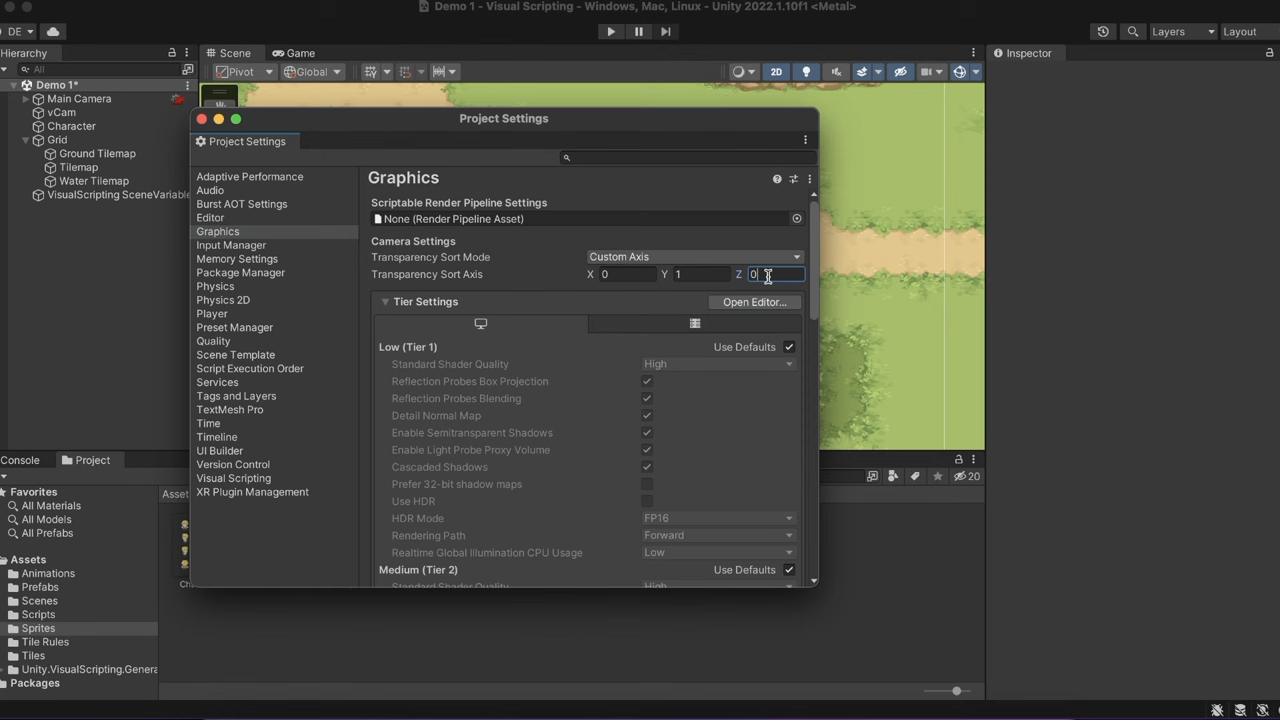 Demo 1 - Visual Scripting - Windows, Mac, Linux - Unity 2022.1.10f1 <Metal>
DE
Layers
Layout
Hierarchy
Scene
Game
Inspector
All
Pivot
Global
2D
Demo 1*
Main Camera
vCam
Character
Grid
Ground Tilemap
Tilemap
Water Tilemap
VisualScripting SceneVariable
Project Settings
Project Settings
Adaptive Performance
Audio
Burst AOT Settings
Editor
Graphics
Input Manager
Memory Settings
Package Manager
Physics
Physics 2D
Player
Preset Manager
Quality
Scene Template
Script Execution Order
Services
Tags and Layers
TextMesh Pro
Time
Timeline
UI Builder
Version Control
Visual Scripting
XR Plugin Management
Graphics
Scriptable Render Pipeline Settings
None (Render Pipeline Asset)
Camera Settings
Transparency Sort Mode
Custom Axis
Transparency Sort Axis
X 0 Y 1 Z 0
Tier Settings
Open Editor...
Low (Tier 1)
Use Defaults
Standard Shader Quality
High
Reflection Probes Box Projection
Reflection Probes Blending
Detail Normal Map
Enable Semitransparent Shadows
Enable Light Probe Proxy Volume
Cascaded Shadows
Prefer 32-bit shadow maps
Use HDR
HDR Mode
FP16
Rendering Path
Forward
Realtime Global Illumination CPU Usage
Low
Medium (Tier 2)
Use Defaults
Standard Shader Quality
High
Console
Project
20
Favorites
All Materials
All Models
All Prefabs
Assets
Animations
Prefabs
Scenes
Scripts
Sprites
Tile Rules
Tiles
Unity.VisualScripting.Genera
Packages
Asset
Ch